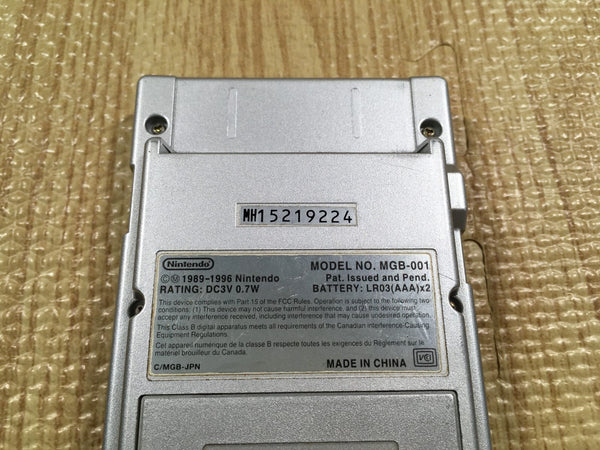 MH15219224
Nintendo MODEL NO. MGB-001
©Ⓜ 1989-1996 Nintendo Pat. Issued and Pend.
RATING: DC3V 0.7W BATTERY: LR03(AAA)x2
This device complies with Part 15 of the FCC Rules. Operation is subject to the following two
conditions: (1) This device may not cause harmful interference, and (2) this device must
accept any interference received, including interference that may cause undesired operation.
This Class B digital apparatus meets all requirements of the Canadian Interference-Causing
Equipment Regulations.
Cet appareil numérique de la classe B respecte toutes les exigences du Règlement sur le
matériel brouilleur du Canada.
C/MGB-JPN MADE IN CHINA VCI